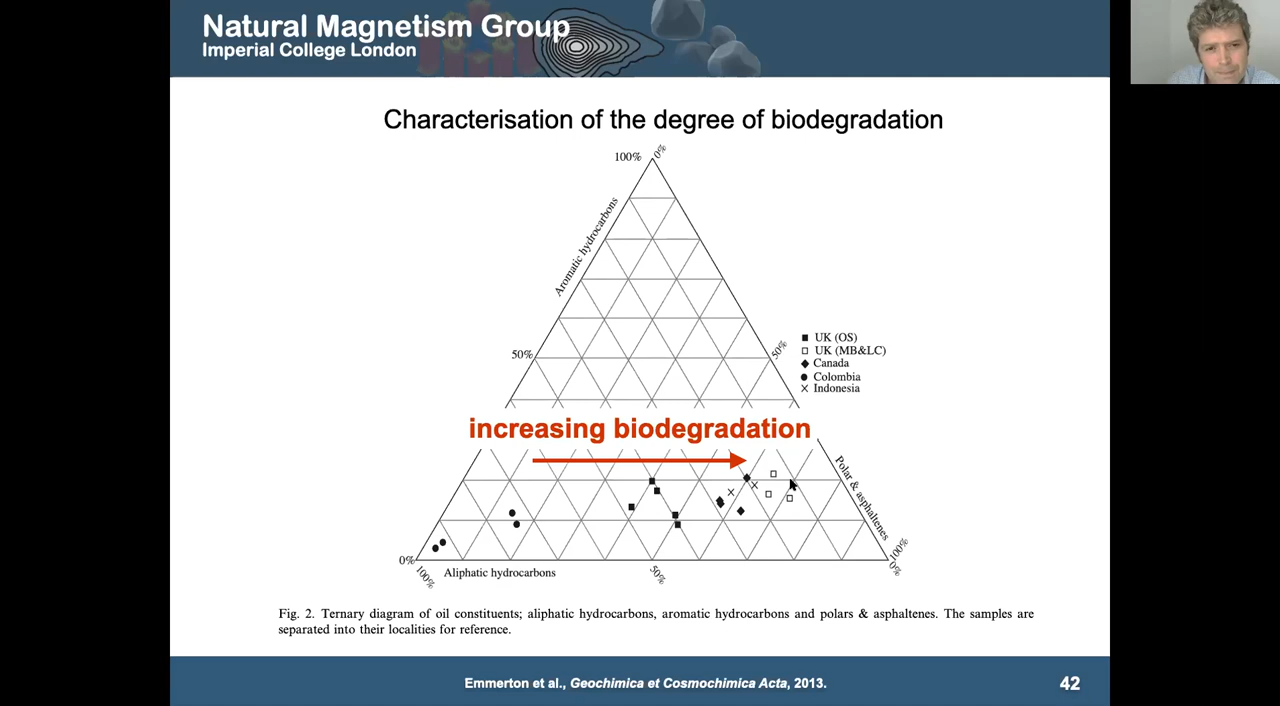 Natural Magnetism Group
Imperial College London
Characterisation of the degree of biodegradation
100%
0%
Aromatic hydrocarbons
50%
50%
UK (OS)
UK (MB&LC)
Canada
Colombia
Indonesia
increasing biodegradation
Polar & asphaltenes
0%
100%
Aliphatic hydrocarbons
50%
100%
0%
Fig. 2. Ternary diagram of oil constituents; aliphatic hydrocarbons, aromatic hydrocarbons and polars & asphaltenes. The samples are
separated into their localities for reference.
Emmerton et al., Geochimica et Cosmochimica Acta, 2013.
42